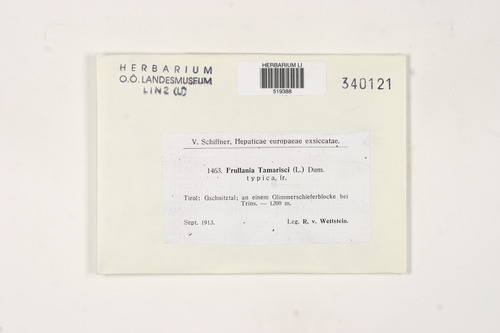 HERBARIUM
O.Ö. LANDESMUSEUM
LINZ (LI)
HERBARIUM LI
519388
340121
V. Schiffner, Hepaticae europaeae exsiccatae.
1463. Frullania Tamarisci (L.) Dum.
typica, fr.
Tirol: Gschnitztal; an einem Glimmerschieferblocke bei
Trins. — 1200 m.
Sept. 1913. Leg. R. v. Wettstein.